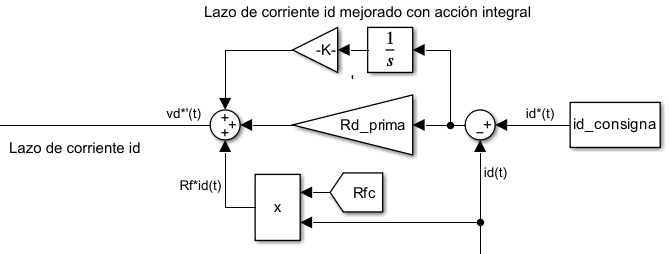 Lazo de corriente id mejorado con acción integral
-K-
1
s
'
vd*'(t)
+
+
+
Rd_prima
+
−
id*(t)
id_consigna
Lazo de corriente id
Rf*id(t)
x
Rfc
id(t)